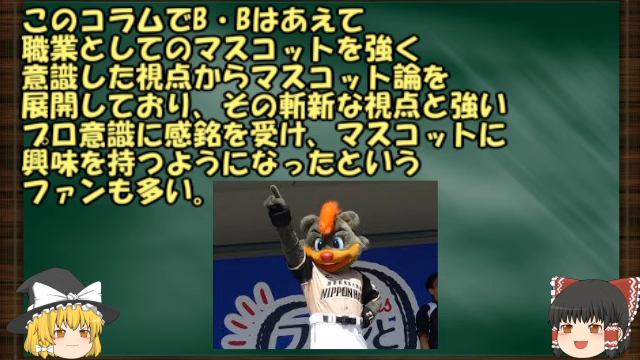 このコラムでB・Bはあえて
職業としてのマスコットを強く
意識した視点からマスコット論を
展開しており、その斬新な視点と強い
プロ意識に感銘を受け、マスコットに
興味を持つようになったという
ファンも多い。